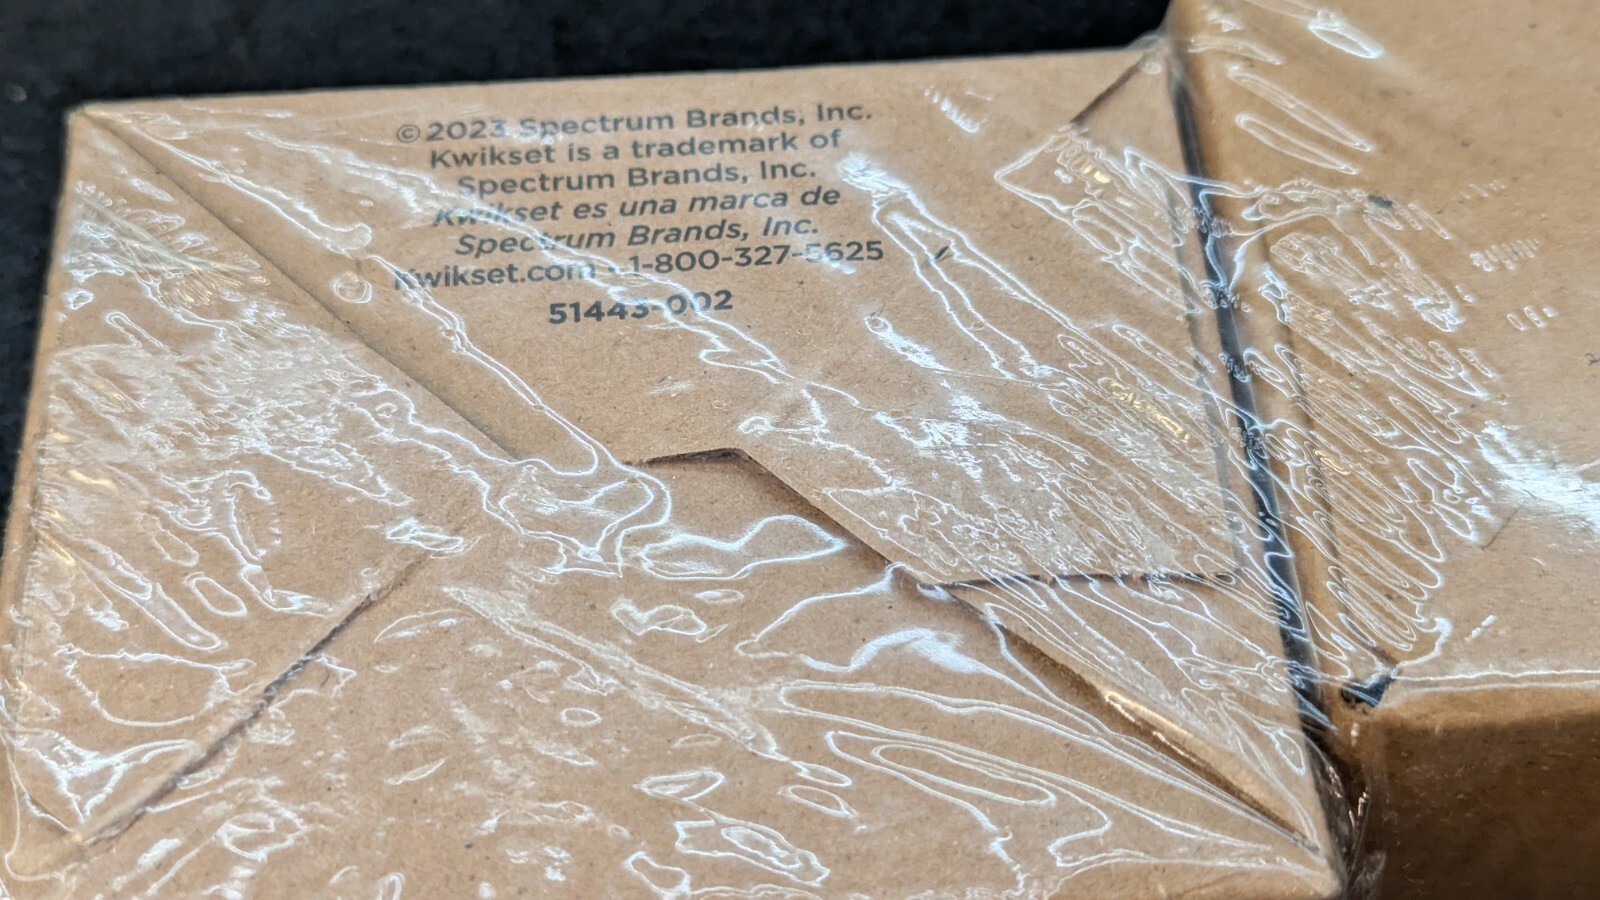 ©2023 Spectrum Brands, Inc.
Kwikset is a trademark of
Spectrum Brands, Inc.
Kwikset es una marca de
Spectrum Brands, Inc.
Kwikset.com • 1-800-327-5625
51443-002